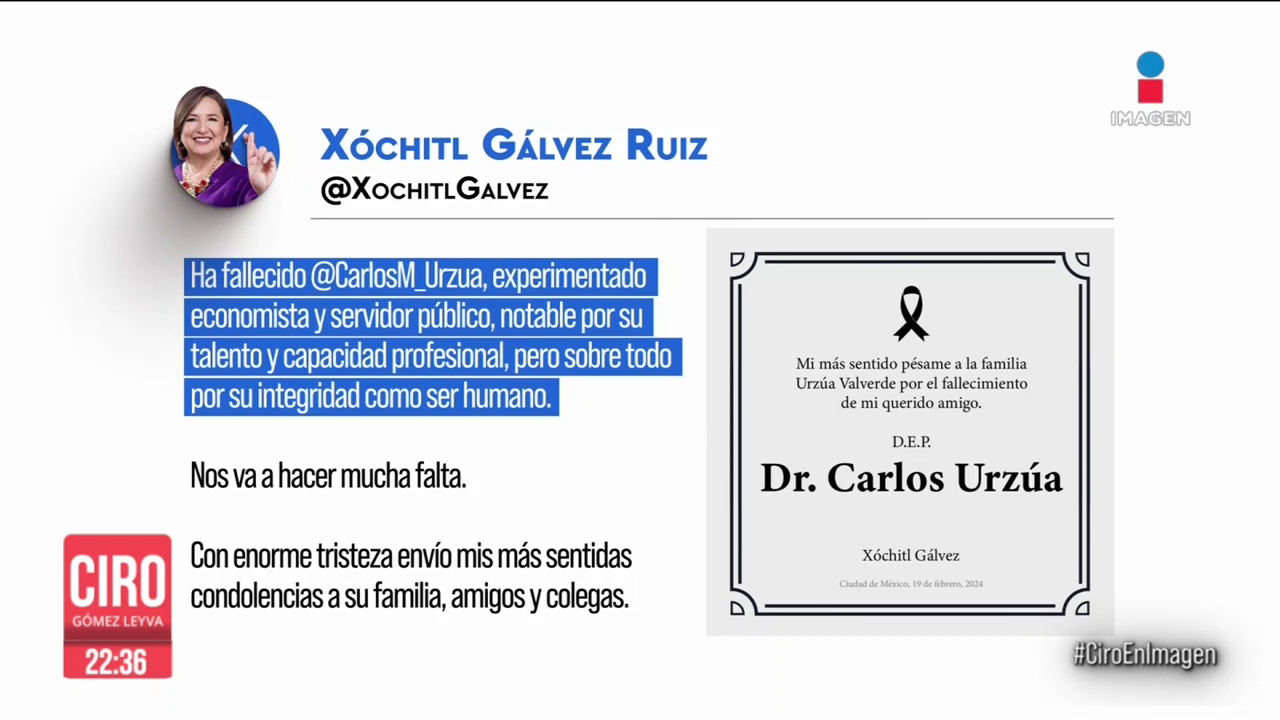 IMAGEN
XÓCHITL GÁLVEZ RUIZ
@XOCHITLGALVEZ
Ha fallecido @CarlosM_Urzua, experimentado
economista y servidor público, notable por su
talento y capacidad profesional, pero sobre todo
por su integridad como ser humano.
Nos va a hacer mucha falta.
Con enorme tristeza envío mis más sentidas
condolencias a su familia, amigos y colegas.
Mi más sentido pésame a la familia
Urzúa Valverde por el fallecimiento
de mi querido amigo.
D.E.P.
Dr. Carlos Urzúa
Xóchitl Gálvez
Ciudad de México, 19 de febrero, 2024
CIRO
GÓMEZ LEYVA
22:36
#CiroEnImagen